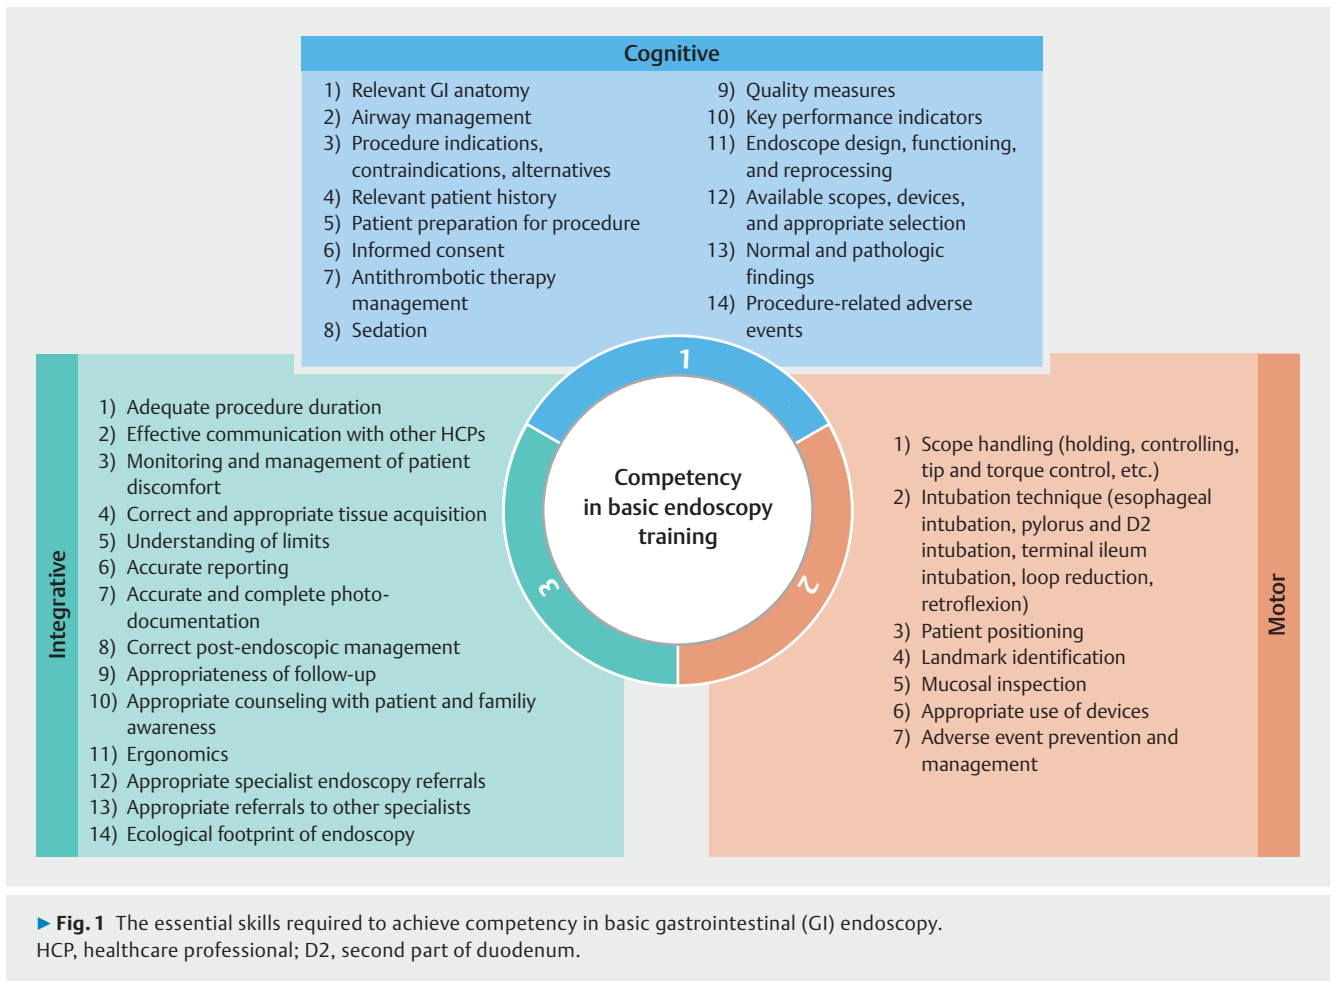 Cognitive
1) Relevant GI anatomy
2) Airway management
3) Procedure indications,
contraindications, alternatives
4) Relevant patient history
5) Patient preparation for procedure
6) Informed consent
7) Antithrombotic therapy
management
8) Sedation
9) Quality measures
10) Key performance indicators
11) Endoscope design, functioning,
and reprocessing
12) Available scopes, devices,
and appropriate selection
13) Normal and pathologic
findings
14) Procedure-related adverse
events
1
2
3
Competency
in basic endoscopy
training
Integrative
1) Adequate procedure duration
2) Effective communication with other HCPs
3) Monitoring and management of patient
discomfort
4) Correct and appropriate tissue acquisition
5) Understanding of limits
6) Accurate reporting
7) Accurate and complete photo-
documentation
8) Correct post-endoscopic management
9) Appropriateness of follow-up
10) Appropriate counseling with patient and familiy
awareness
11) Ergonomics
12) Appropriate specialist endoscopy referrals
13) Appropriate referrals to other specialists
14) Ecological footprint of endoscopy
Motor
1) Scope handling (holding, controlling,
tip and torque control, etc.)
2) Intubation technique (esophageal
intubation, pylorus and D2
intubation, terminal ileum
intubation, loop reduction,
retroflexion)
3) Patient positioning
4) Landmark identification
5) Mucosal inspection
6) Appropriate use of devices
7) Adverse event prevention and
management
▶ Fig. 1 The essential skills required to achieve competency in basic gastrointestinal (GI) endoscopy.
HCP, healthcare professional; D2, second part of duodenum.